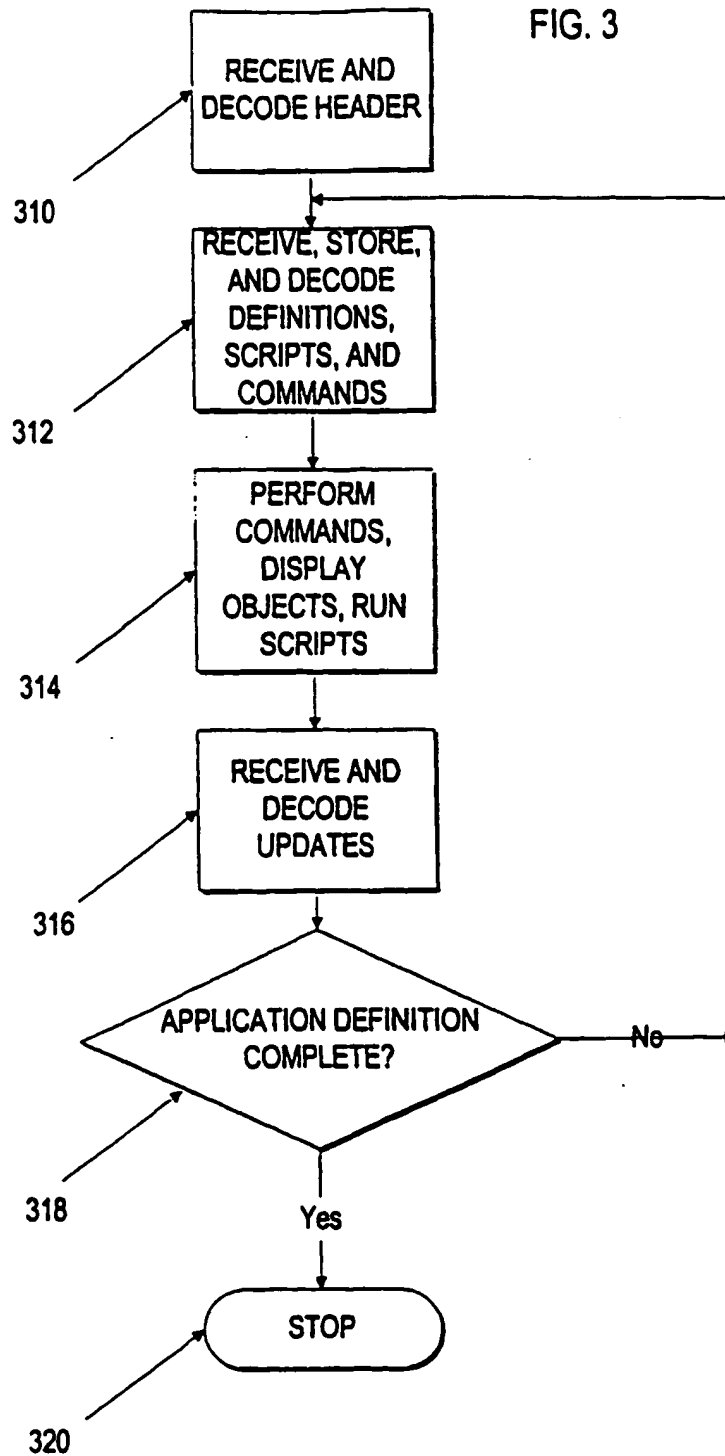 FIG. 3
RECEIVE AND
DECODE HEADER
310
RECEIVE, STORE,
AND DECODE
DEFINITIONS,
SCRIPTS, AND
COMMANDS
312
PERFORM
COMMANDS,
DISPLAY
OBJECTS, RUN
SCRIPTS
314
RECEIVE AND
DECODE
UPDATES
316
APPLICATION DEFINITION
COMPLETE?
No
318
Yes
STOP
320